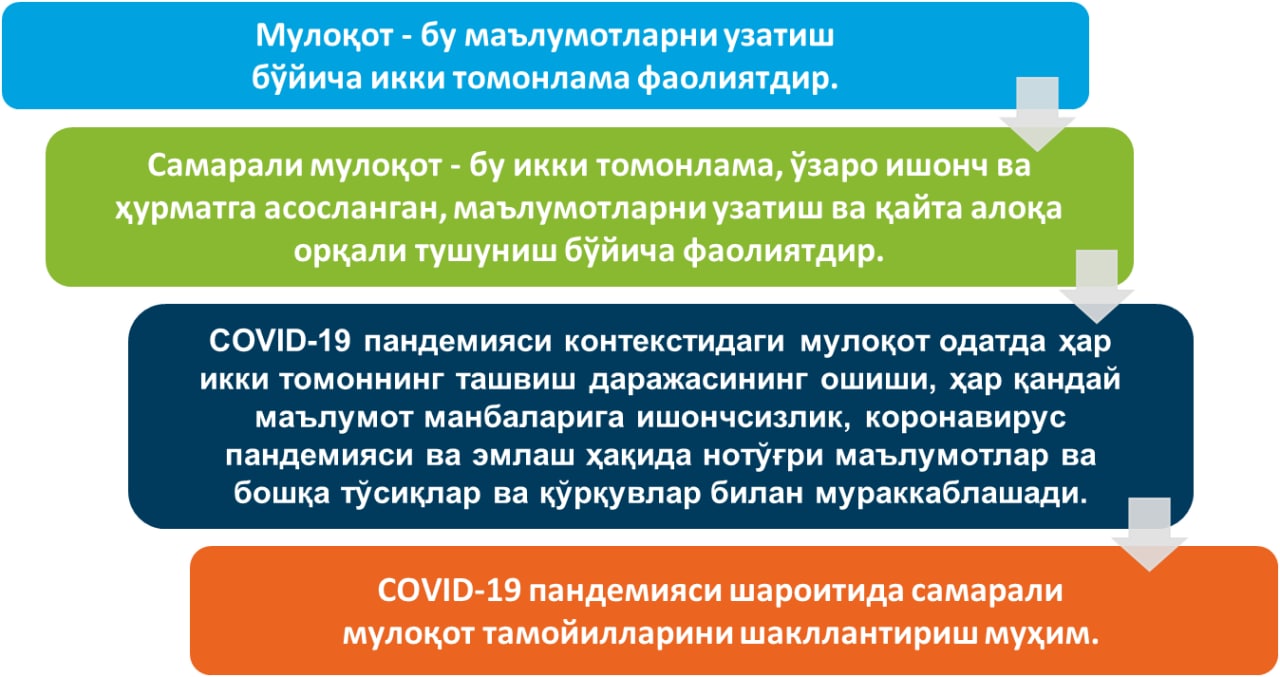 Мулоқот - бу маълумотларни узатиш
бўйича икки томонлама фаолиятдир.
Самарали мулоқот - бу икки томонлама, ўзаро ишонч ва
ҳурматга асосланган, маълумотларни узатиш ва қайта алоқа
орқали тушуниш бўйича фаолиятдир.
COVID-19 пандемияси контекстидаги мулоқот одатда ҳар
икки томоннинг ташвиш даражасининг ошиши, ҳар қандай
маълумот манбаларига ишончсизлик, коронавирус
пандемияси ва эмлаш ҳақида нотўғри маълумотлар ва
бошқа тўсиқлар ва қўрқувлар билан мураккаблашади.
COVID-19 пандемияси шароитида самарали
мулоқот тамойилларини шакллантириш муҳим.